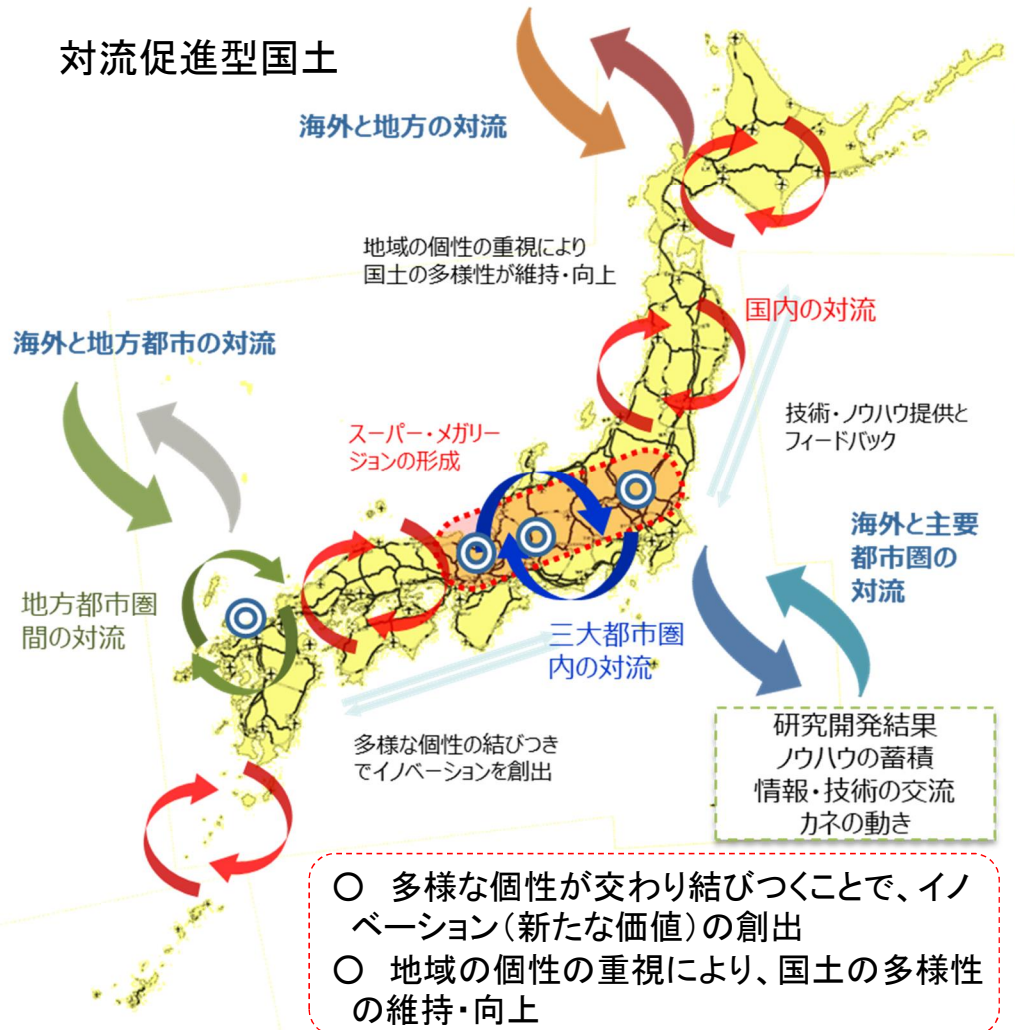 対流促進型国土
海外と地方の対流
地域の個性の重視により
国土の多様性が維持・向上
国内の対流
海外と地方都市の対流
技術・ノウハウ提供と
フィードバック
スーパー・メガリー
ジョンの形成
海外と主要
都市圏の
対流
地方都市圏
間の対流
三大都市圏
内の対流
多様な個性の結びつき
でイノベーションを創出
研究開発結果
ノウハウの蓄積
情報・技術の交流
カネの動き
○ 多様な個性が交わり結びつくことで、イノ
ベーション（新たな価値）の創出
○ 地域の個性の重視により、国土の多様性
の維持・向上